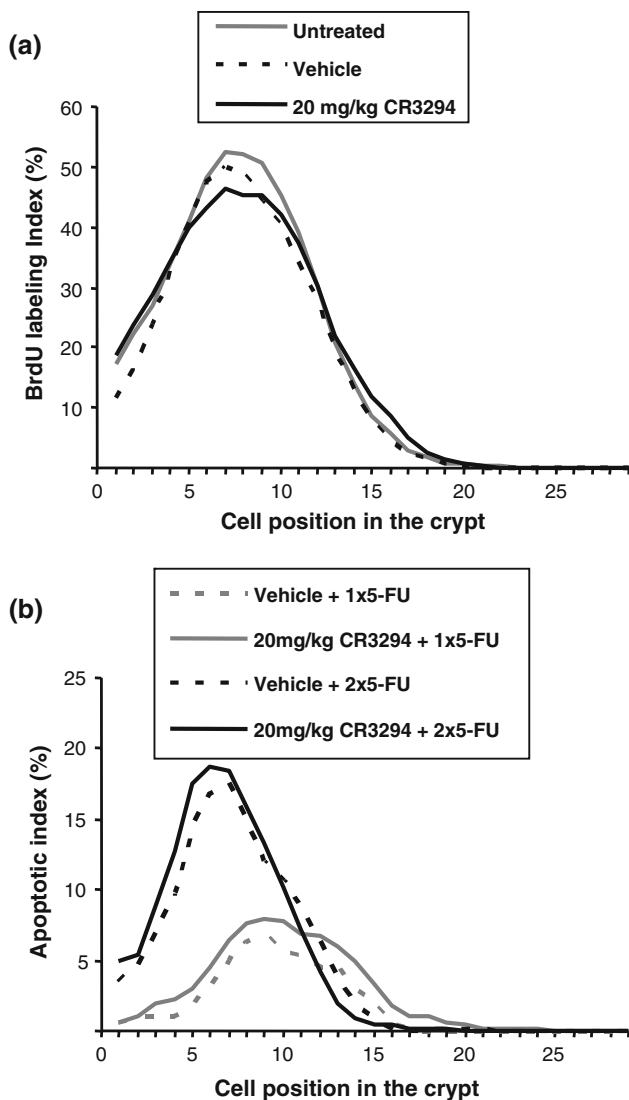 (a)
Untreated
Vehicle
20 mg/kg CR3294
BrdU labeling Index (%)
60
50
40
30
20
10
0 5 10 15 20 25
Cell position in the crypt
(b)
Vehicle + 1x5-FU
20mg/kg CR3294 + 1x5-FU
Vehicle + 2x5-FU
20mg/kg CR3294 + 2x5-FU
Apoptotic index (%)
25
20
15
10
5
0 5 10 15 20 25
Cell position in the crypt